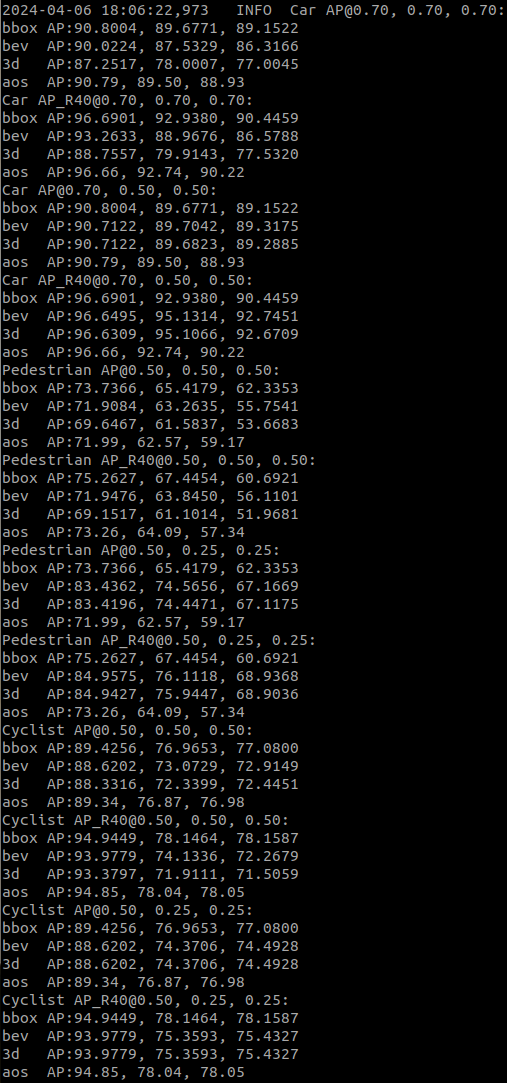 2024-04-06 18:06:22,973   INFO  Car AP@0.70, 0.70, 0.70:
bbox AP:90.8004, 89.6771, 89.1522
bev  AP:90.0224, 87.5329, 86.3166
3d   AP:87.2517, 78.0007, 77.0045
aos  AP:90.79, 89.50, 88.93
Car AP_R40@0.70, 0.70, 0.70:
bbox AP:96.6901, 92.9380, 90.4459
bev  AP:93.2633, 88.9676, 86.5788
3d   AP:88.7557, 79.9143, 77.5320
aos  AP:96.66, 92.74, 90.22
Car AP@0.70, 0.50, 0.50:
bbox AP:90.8004, 89.6771, 89.1522
bev  AP:90.7122, 89.7042, 89.3175
3d   AP:90.7122, 89.6823, 89.2885
aos  AP:90.79, 89.50, 88.93
Car AP_R40@0.70, 0.50, 0.50:
bbox AP:96.6901, 92.9380, 90.4459
bev  AP:96.6495, 95.1314, 92.7451
3d   AP:96.6309, 95.1066, 92.6709
aos  AP:96.66, 92.74, 90.22
Pedestrian AP@0.50, 0.50, 0.50:
bbox AP:73.7366, 65.4179, 62.3353
bev  AP:71.9084, 63.2635, 55.7541
3d   AP:69.6467, 61.5837, 53.6683
aos  AP:71.99, 62.57, 59.17
Pedestrian AP_R40@0.50, 0.50, 0.50:
bbox AP:75.2627, 67.4454, 60.6921
bev  AP:71.9476, 63.8450, 56.1101
3d   AP:69.1517, 61.1014, 51.9681
aos  AP:73.26, 64.09, 57.34
Pedestrian AP@0.50, 0.25, 0.25:
bbox AP:73.7366, 65.4179, 62.3353
bev  AP:83.4362, 74.5656, 67.1669
3d   AP:83.4196, 74.4471, 67.1175
aos  AP:71.99, 62.57, 59.17
Pedestrian AP_R40@0.50, 0.25, 0.25:
bbox AP:75.2627, 67.4454, 60.6921
bev  AP:84.9575, 76.1118, 68.9368
3d   AP:84.9427, 75.9447, 68.9036
aos  AP:73.26, 64.09, 57.34
Cyclist AP@0.50, 0.50, 0.50:
bbox AP:89.4256, 76.9653, 77.0800
bev  AP:88.6202, 73.0729, 72.9149
3d   AP:88.3316, 72.3399, 72.4451
aos  AP:89.34, 76.87, 76.98
Cyclist AP_R40@0.50, 0.50, 0.50:
bbox AP:94.9449, 78.1464, 78.1587
bev  AP:93.9779, 74.1336, 72.2679
3d   AP:93.3797, 71.9111, 71.5059
aos  AP:94.85, 78.04, 78.05
Cyclist AP@0.50, 0.25, 0.25:
bbox AP:89.4256, 76.9653, 77.0800
bev  AP:88.6202, 74.3706, 74.4928
3d   AP:88.6202, 74.3706, 74.4928
aos  AP:89.34, 76.87, 76.98
Cyclist AP_R40@0.50, 0.25, 0.25:
bbox AP:94.9449, 78.1464, 78.1587
bev  AP:93.9779, 75.3593, 75.4327
3d   AP:93.9779, 75.3593, 75.4327
aos  AP:94.85, 78.04, 78.05